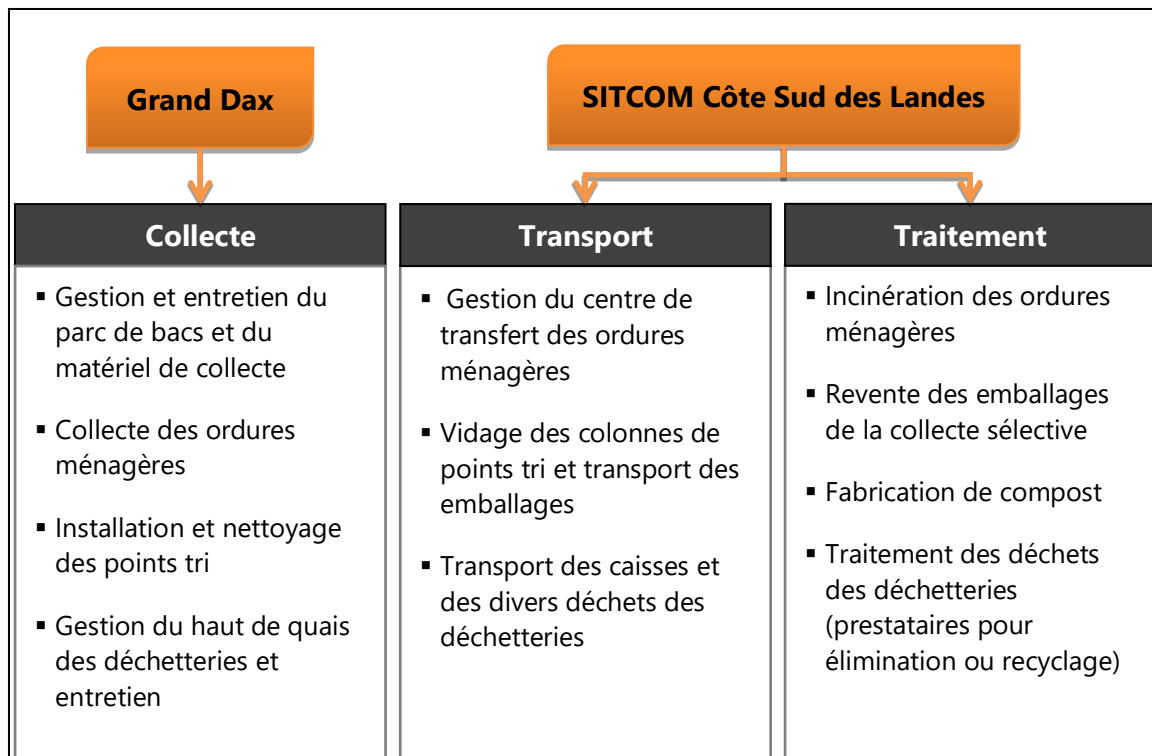 Grand Dax
SITCOM Côte Sud des Landes
Collecte
▪ Gestion et entretien du
parc de bacs et du
matériel de collecte
▪ Collecte des ordures
ménagères
▪ Installation et nettoyage
des points tri
▪ Gestion du haut de quais
des déchetteries et
entretien
Transport
▪ Gestion du centre de
transfert des ordures
ménagères
▪ Vidage des colonnes de
points tri et transport des
emballages
▪ Transport des caisses et
des divers déchets des
déchetteries
Traitement
▪ Incinération des ordures
ménagères
▪ Revente des emballages
de la collecte sélective
▪ Fabrication de compost
▪ Traitement des déchets
des déchetteries
(prestataires pour
élimination ou recyclage)